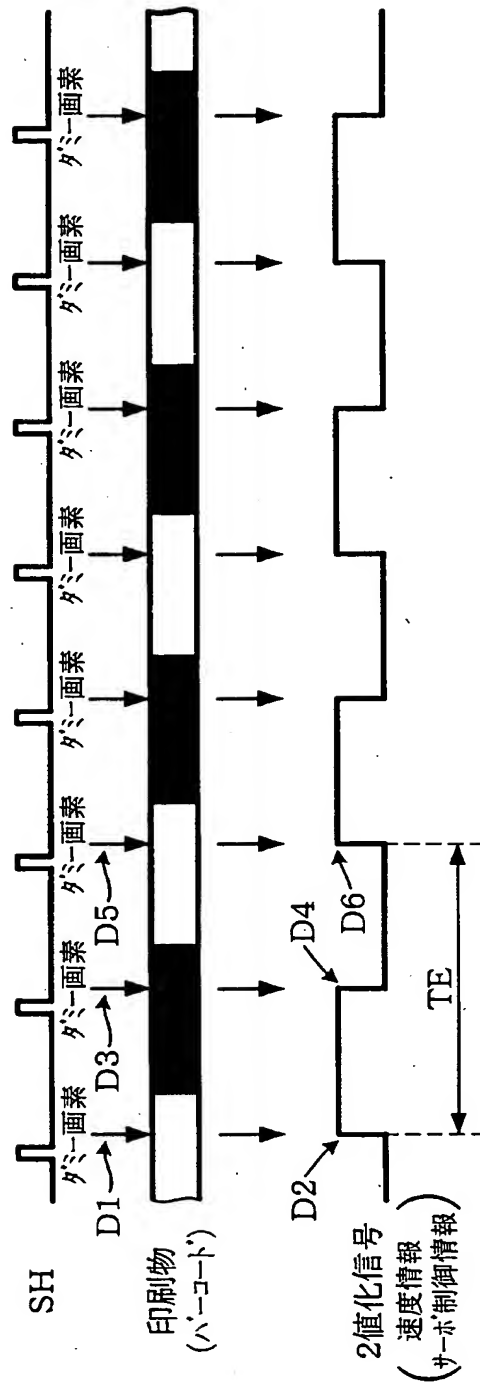 SH
ダミー画素
ダミー画素
ダミー画素
ダミー画素
ダミー画素
ダミー画素
ダミー画素
ダミー画素
D1
D3
D5
印刷物
(バーコード)
D2
D4
D6
TE
2値化信号
速度情報
(サーボ制御情報)